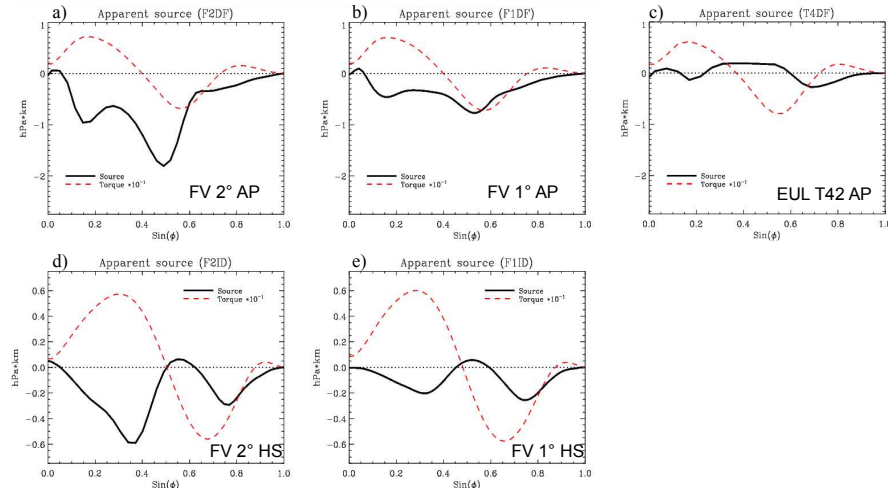 a) Apparent source (F2DF)
hPa*km
0
-1
-2
Source
Torque *10⁻¹
FV 2° AP
0.0 0.2 0.4 0.6 0.8 1.0
Sin(ϕ)
b) Apparent source (F1DF)
hPa*km
0
-1
-2
Source
Torque *10⁻¹
FV 1° AP
0.0 0.2 0.4 0.6 0.8 1.0
Sin(ϕ)
c) Apparent source (T4DF)
hPa*km
0
-1
-2
Source
Torque *10⁻¹
EUL T42 AP
0.0 0.2 0.4 0.6 0.8 1.0
Sin(ϕ)
d) Apparent source (F2ID)
hPa*km
0.6
0.4
0.2
0.0
-0.2
-0.4
-0.6
Source
Torque *10⁻¹
FV 2° HS
0.0 0.2 0.4 0.6 0.8 1.0
Sin(ϕ)
e) Apparent source (F1ID)
hPa*km
0.6
0.4
0.2
0.0
-0.2
-0.4
-0.6
Source
Torque *10⁻¹
FV 1° HS
0.0 0.2 0.4 0.6 0.8 1.0
Sin(ϕ)